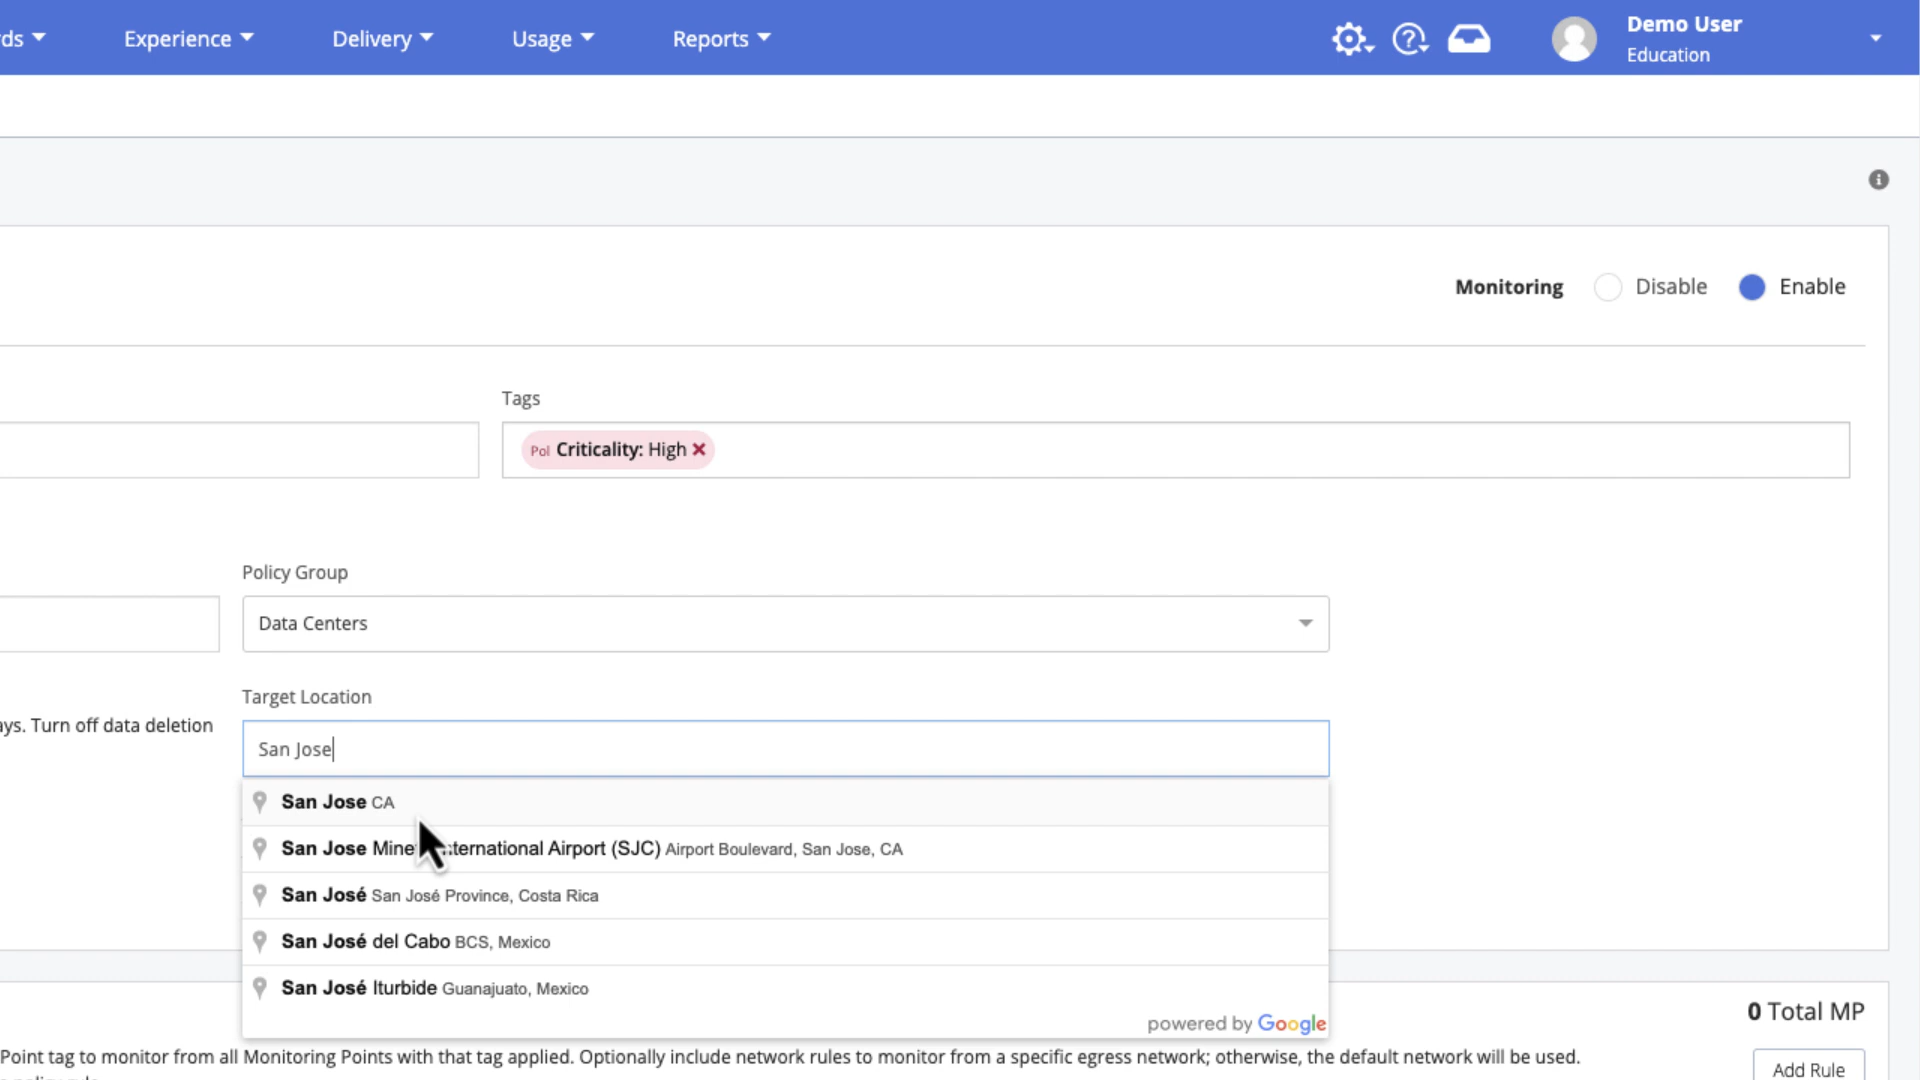 ds Experience Delivery Usage Reports
Demo User
Education
Monitoring Disable Enable
Tags
Pol Criticality: High
Policy Group
Data Centers
Target Location
ays. Turn off data deletion
San Jose
San Jose CA
San Jose International Airport (SJC) Airport Boulevard, San Jose, CA
San José San José Province, Costa Rica
San José del Cabo BCS, Mexico
San José Iturbide Guanajuato, Mexico
powered by Google
0 Total MP
Point tag to monitor from all Monitoring Points with that tag applied. Optionally include network rules to monitor from a specific egress network; otherwise, the default network will be used.
Add Rule